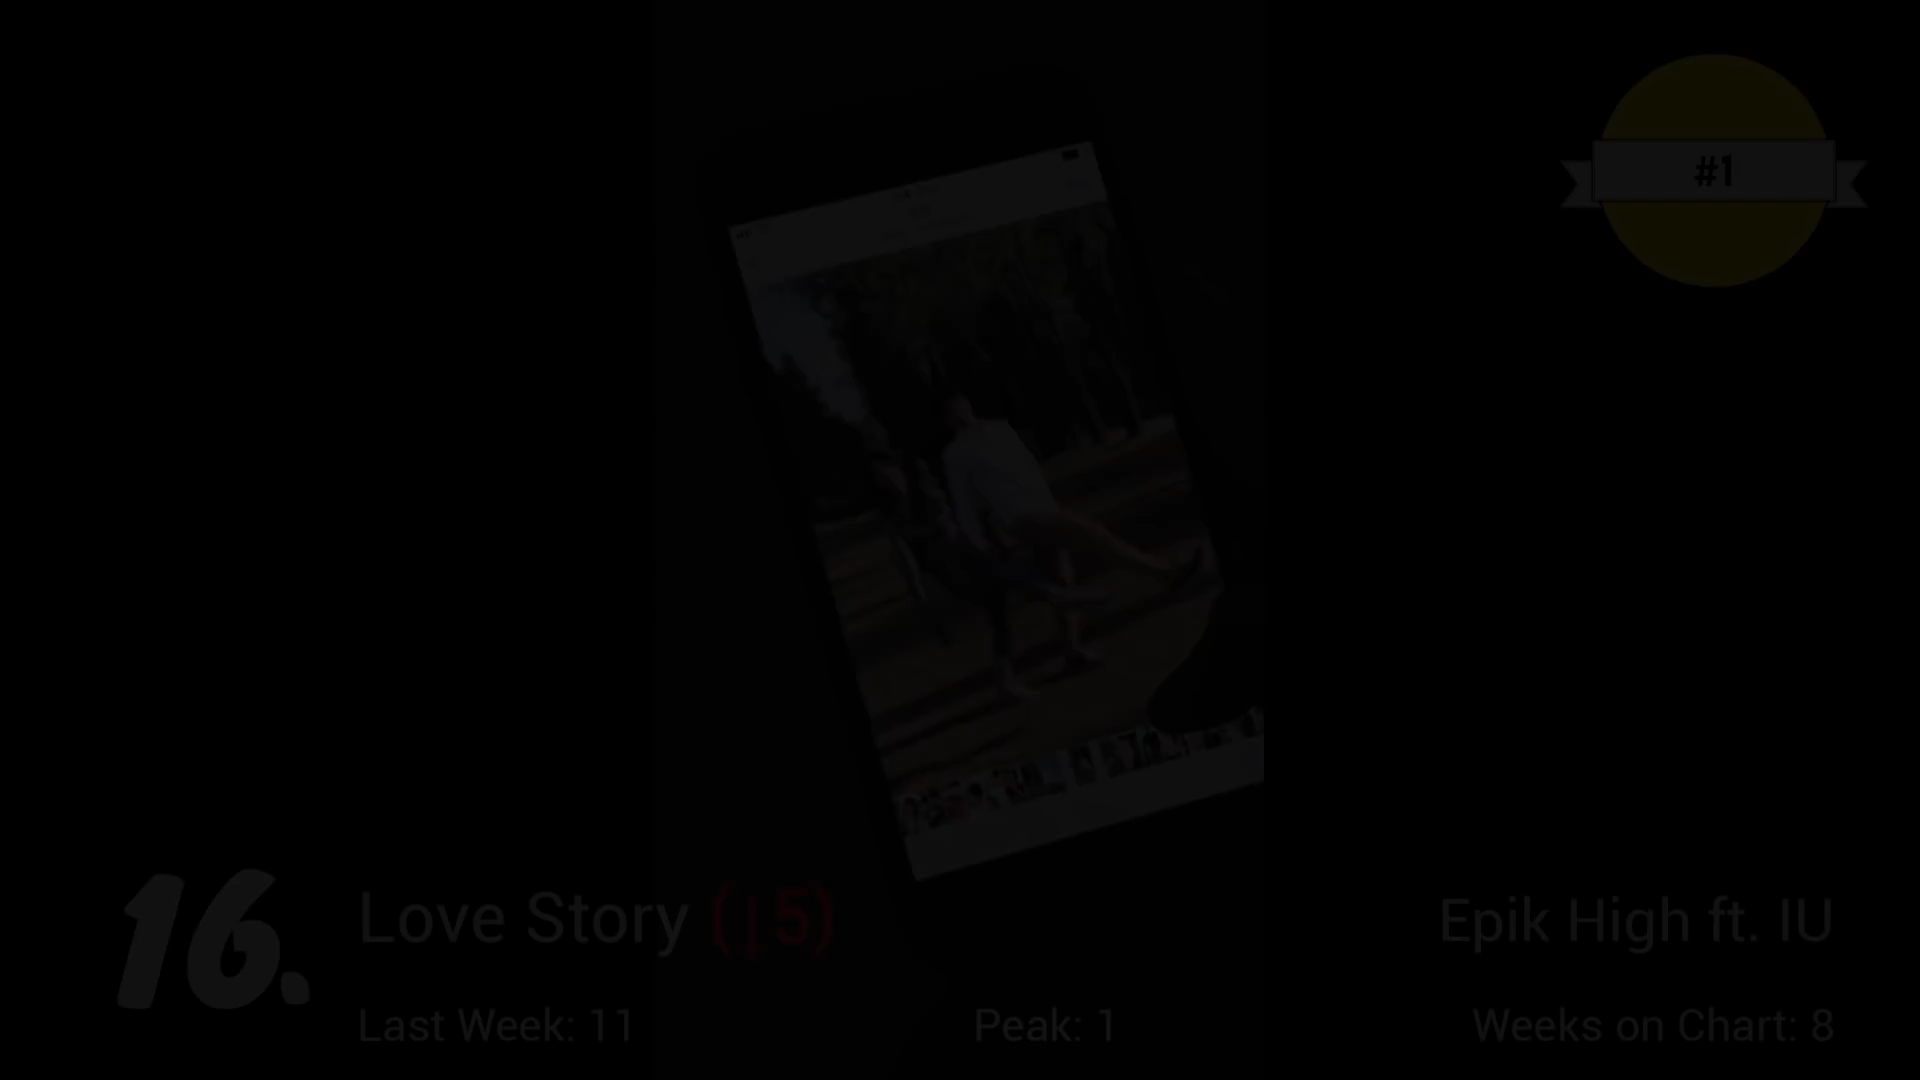 #1
16.
Love Story (↓5)
Epik High ft. IU
Last Week: 11
Peak: 1
Weeks on Chart: 8